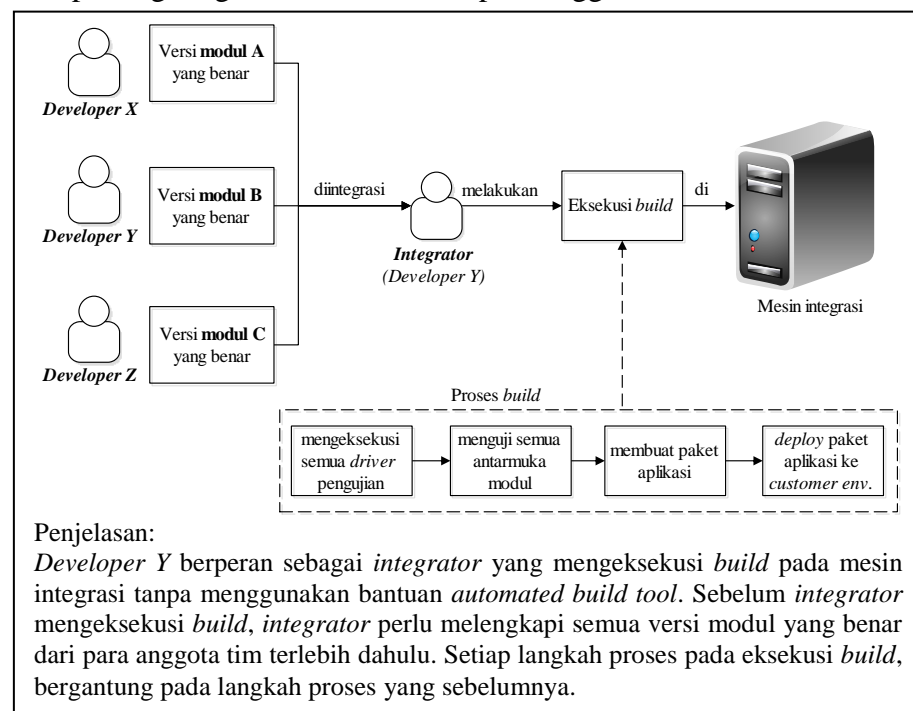 Versi modul A
yang benar
Developer X
Versi modul B
yang benar
Developer Y
Versi modul C
yang benar
Developer Z
diintegrasi
Integrator
(Developer Y)
melakukan
Eksekusi build
di
Mesin integrasi
Proses build
mengeksekusi
semua driver
pengujian
menguji semua
antarmuka
modul
membuat paket
aplikasi
deploy paket
aplikasi ke
customer env.
Penjelasan:
Developer Y berperan sebagai integrator yang mengeksekusi build pada mesin
integrasi tanpa menggunakan bantuan automated build tool. Sebelum integrator
mengeksekusi build, integrator perlu melengkapi semua versi modul yang benar
dari para anggota tim terlebih dahulu. Setiap langkah proses pada eksekusi build,
bergantung pada langkah proses yang sebelumnya.